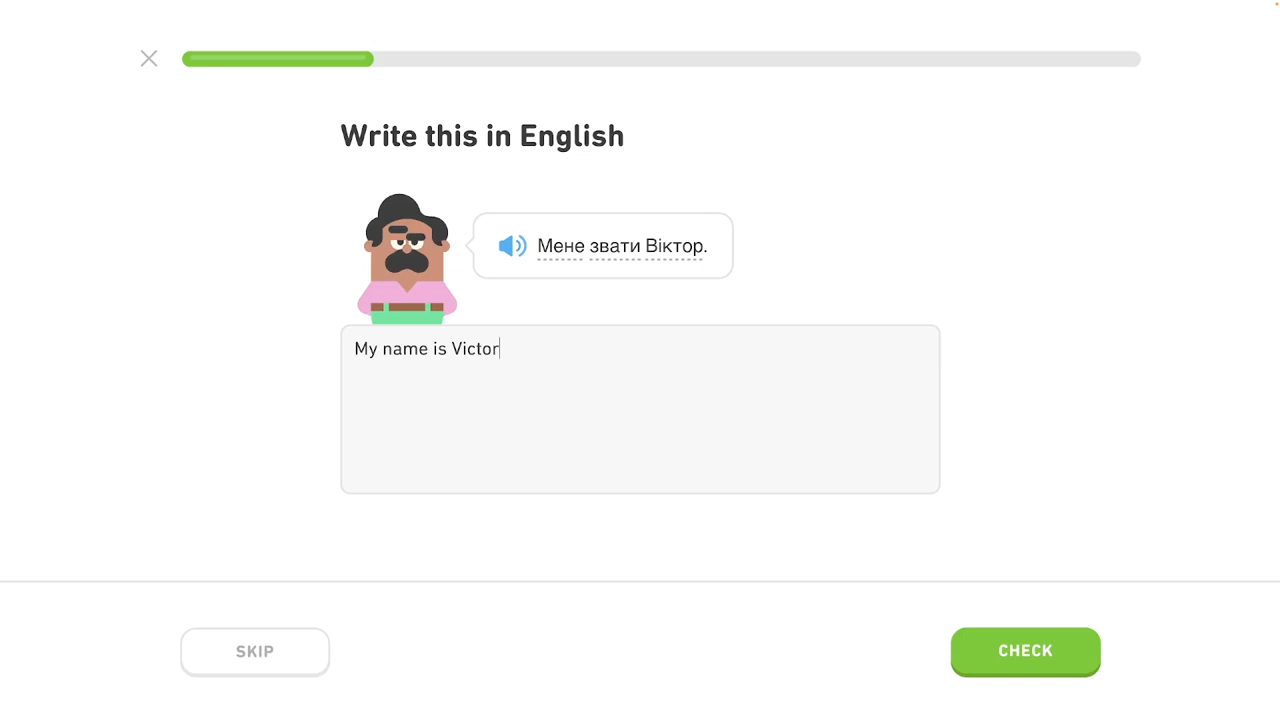 Write this in English
Мене звати Віктор.
My name is Victor
SKIP
CHECK